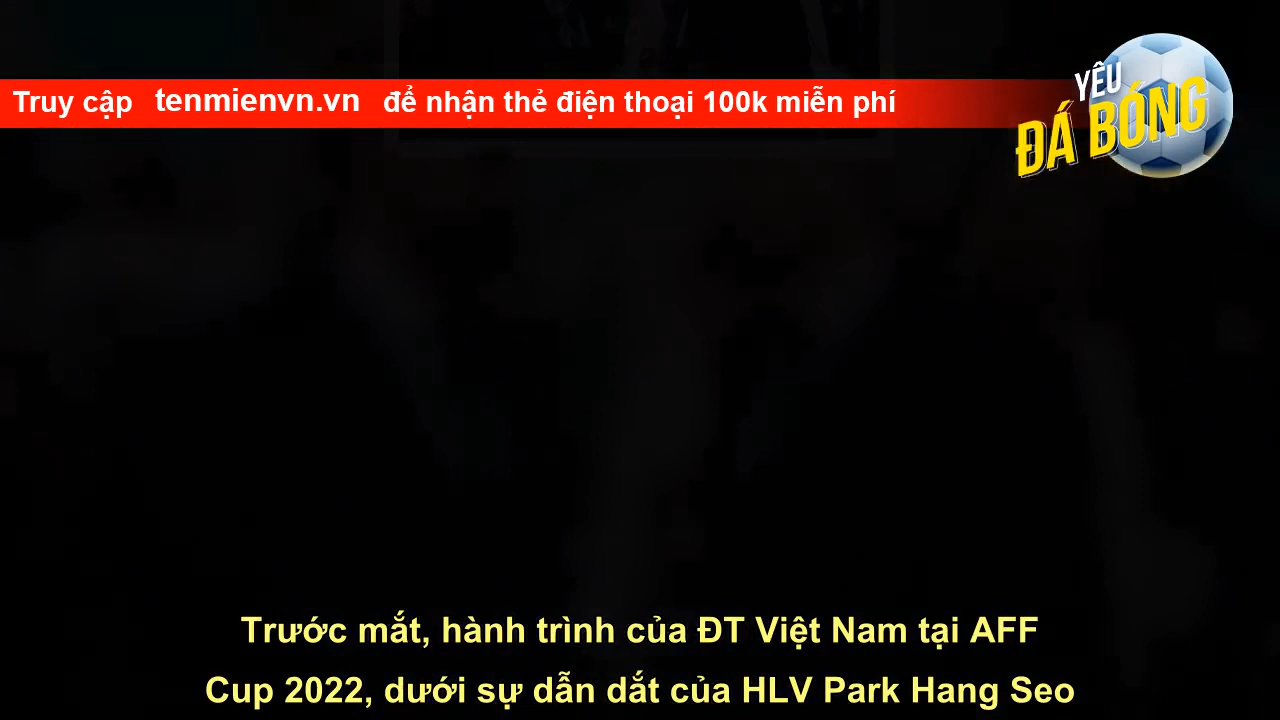 Truy cập tenmienvn.vn để nhận thẻ điện thoại 100k miễn phí
YÊU
ĐÁ BÓNG
Trước mắt, hành trình của ĐT Việt Nam tại AFF
Cup 2022, dưới sự dẫn dắt của HLV Park Hang Seo